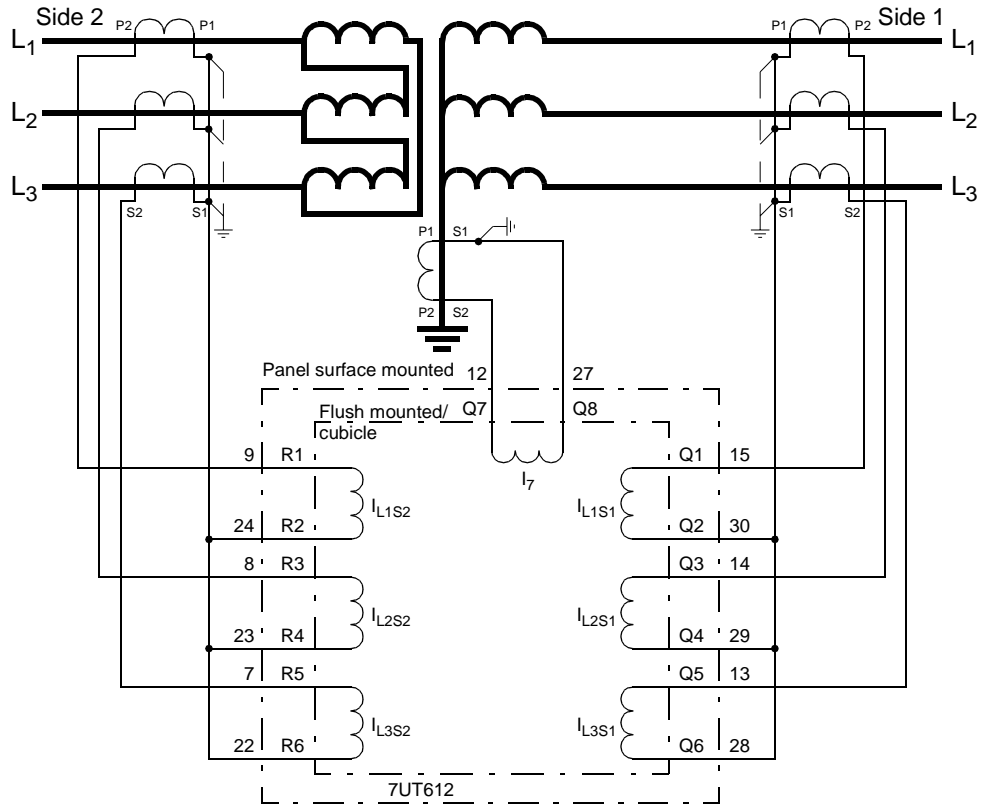 Side 2 P2 P1 P1 P2 Side 1
L1 L1
L2 L2
L3 L3
S2 S1 S1 S2
P1 S1
P2 S2
Panel surface mounted 12 27
Flush mounted/ Q7 Q8
cubicle
9 R1 Q1 15
I7
IL1S2 IL1S1
24 R2 Q2 30
8 R3 Q3 14
IL2S2 IL2S1
23 R4 Q4 29
7 R5 Q5 13
IL3S2 IL3S1
22 R6 Q6 28
7UT612